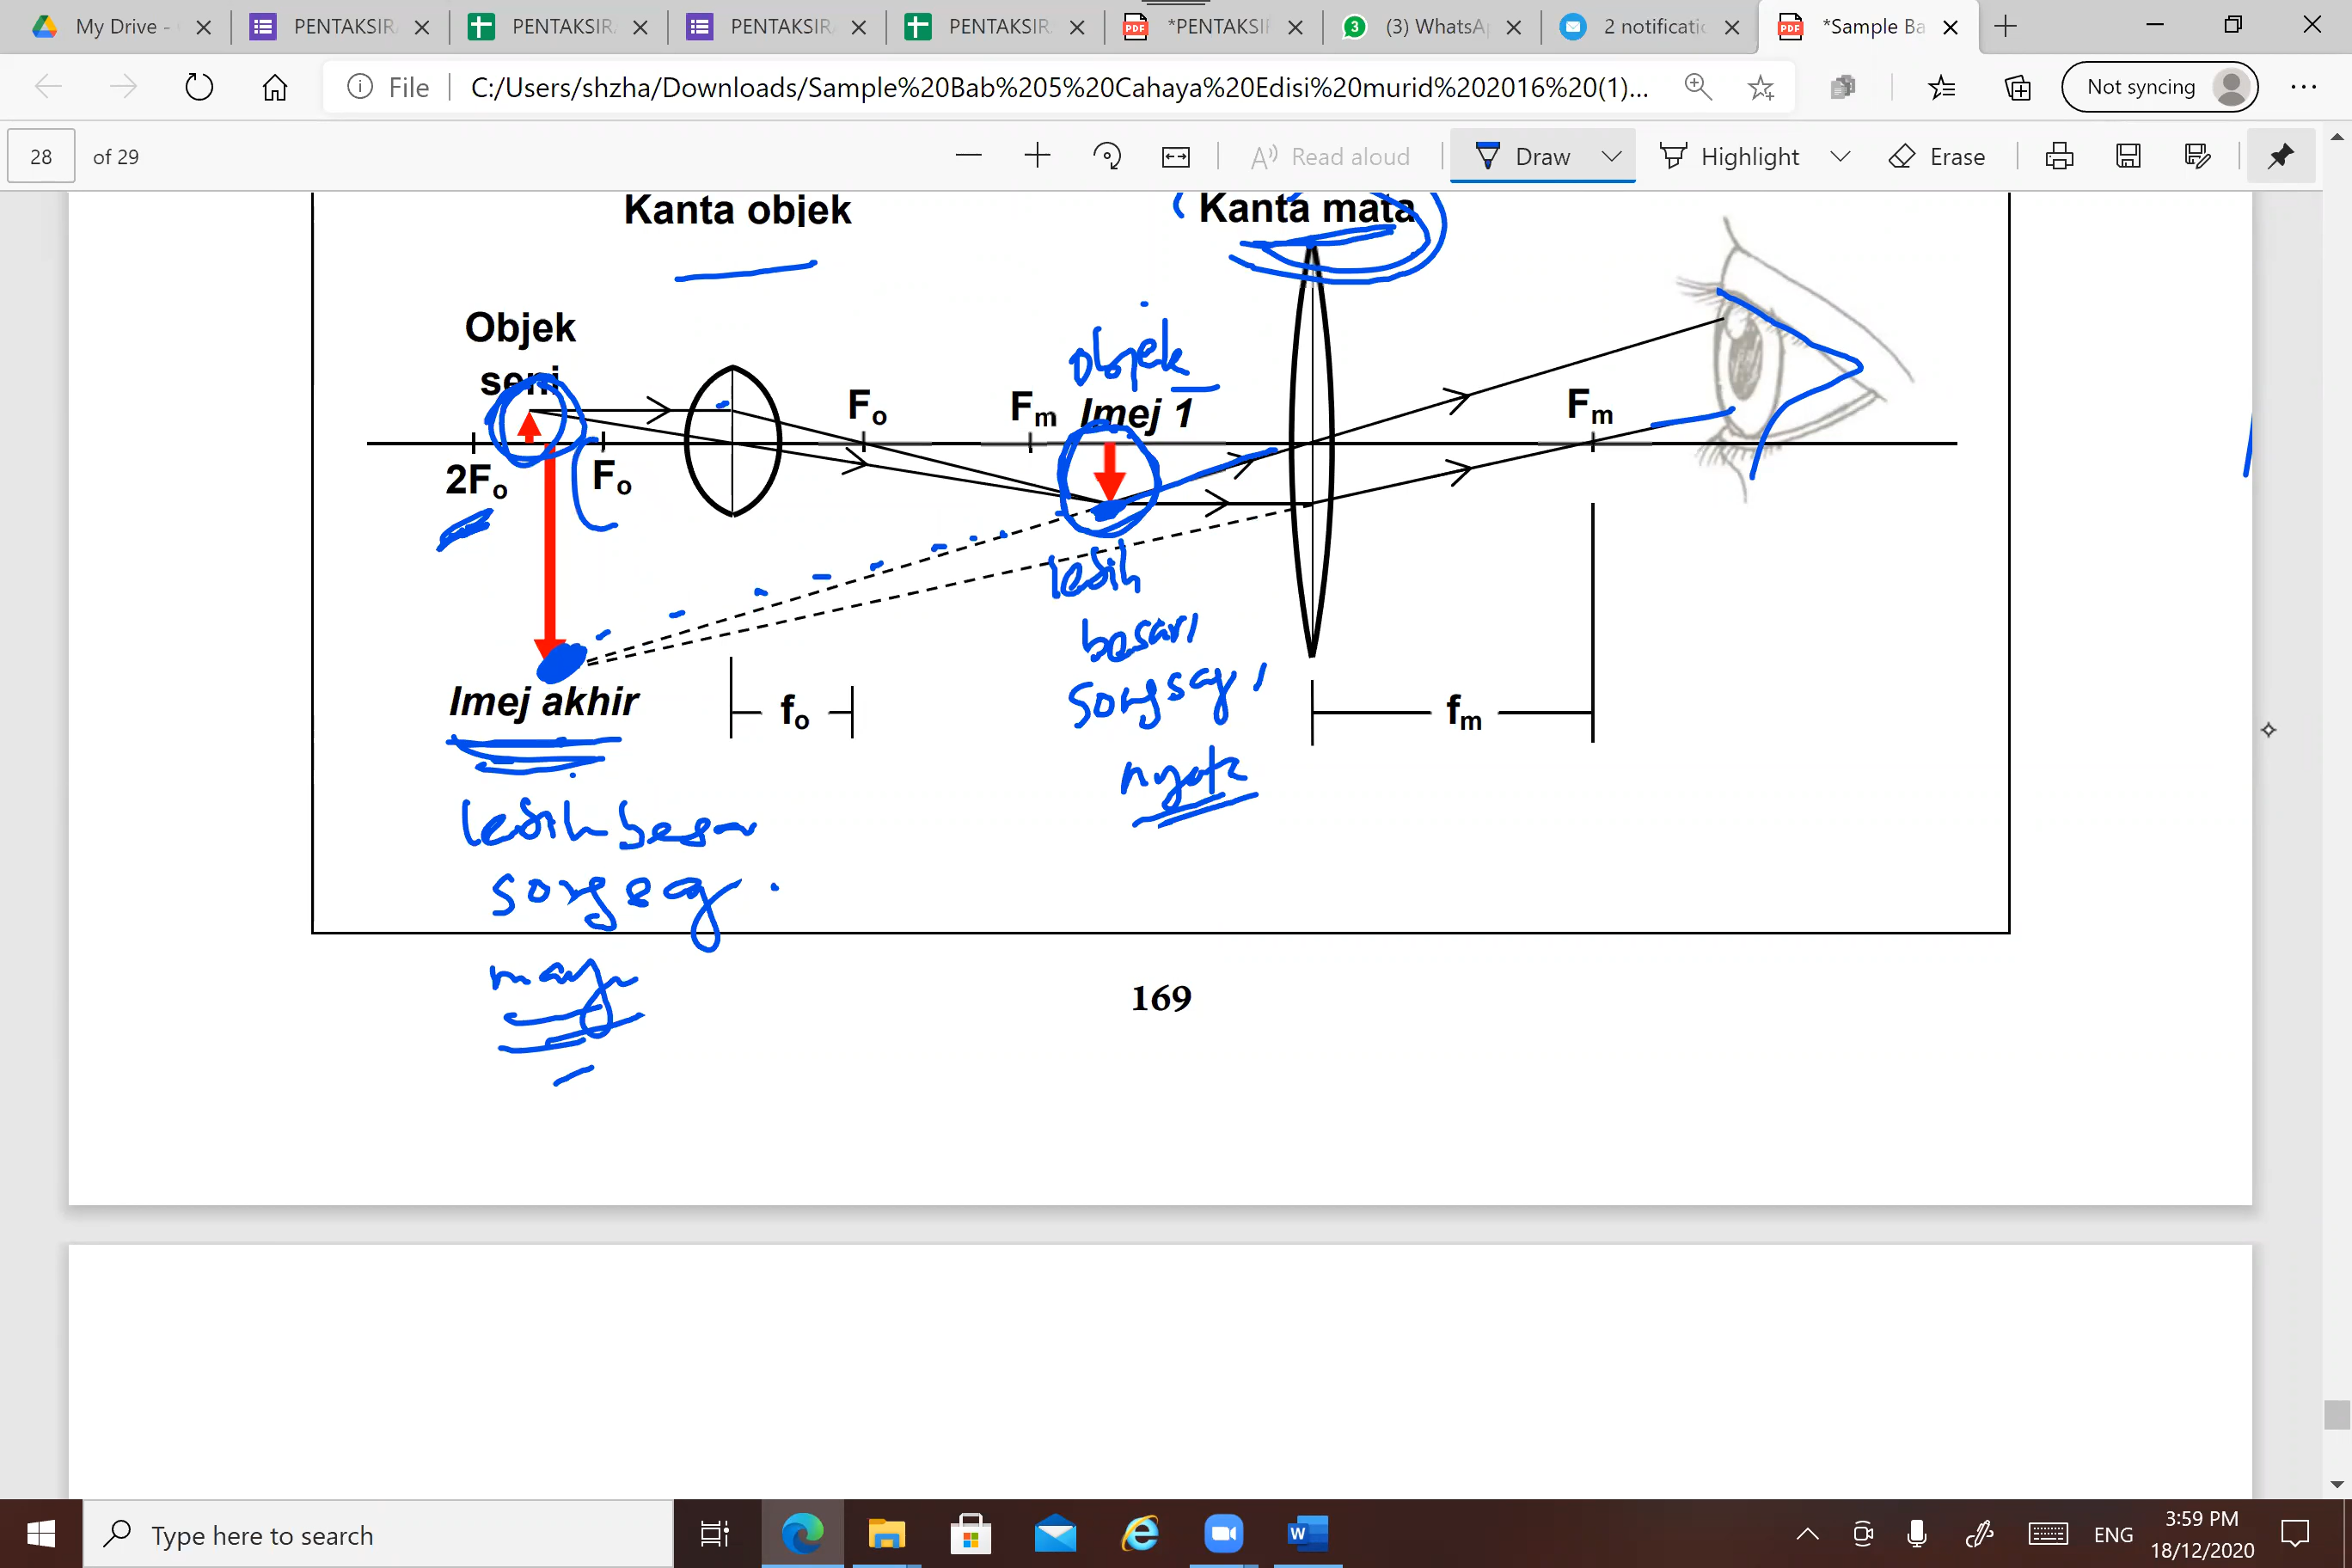 My Drive -
PENTAKSIR
PENTAKSIR
PENTAKSIR
PENTAKSIR
*PENTAKSI
(3) WhatsA
2 notificatio
*Sample Ba
File
C:/Users/shzha/Downloads/Sample%20Bab%205%20Cahaya%20Edisi%20murid%202016%20(1)...
Not syncing
28 of 29
Read aloud
Draw
Highlight
Erase
Kanta objek
Kanta mata
Objek
seni
objek
Fo
Fm
Imej 1
Fm
2Fo
Fo
lebih
besar,
songsang,
nyata
Imej akhir
fo
fm
lebih besar
songsang.
maya
169
Type here to search
ENG
3:59 PM
18/12/2020